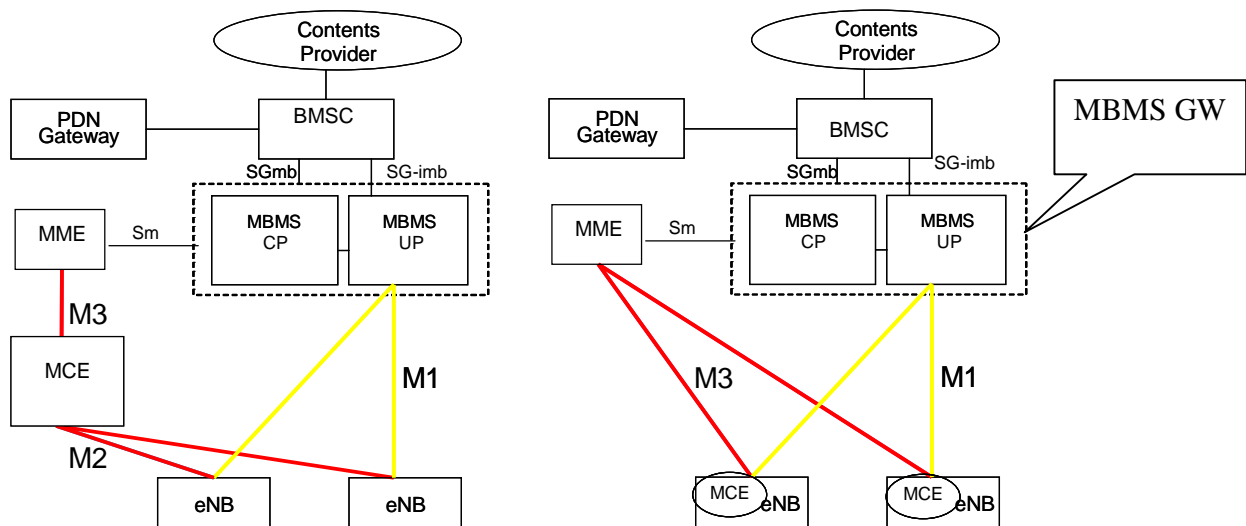 Contents
Provider
PDN
Gateway
BMSC
SGmb
SG-imb
MBMS
CP
MBMS
UP
MME
Sm
M3
MCE
M1
M2
eNB
eNB
Contents
Provider
MBMS GW
PDN
Gateway
BMSC
SGmb
SG-imb
MBMS
CP
MBMS
UP
MME
Sm
M3
M1
MCE
eNB
MCE
eNB